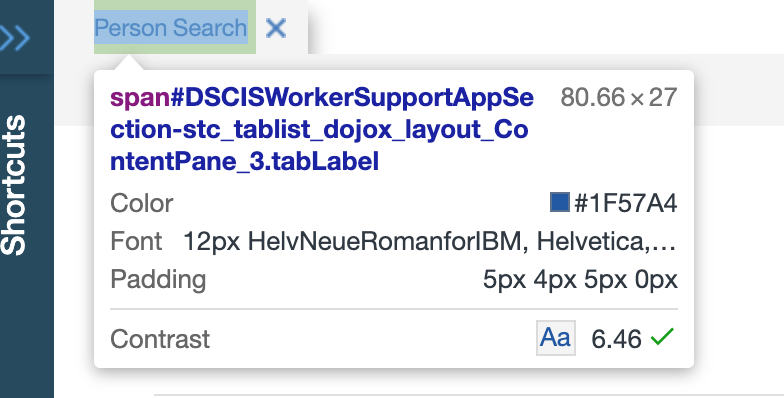 Person Search
span#DSCISWorkerSupportAppSe 80.66 × 27
ction-stc_tablist_dojox_layout_Co
ntentPane_3.tabLabel
Color #1F57A4
Font 12px HelvNeueRomanforIBM, Helvetica,...
Padding 5px 4px 5px 0px
Contrast Aa 6.46
Shortcuts